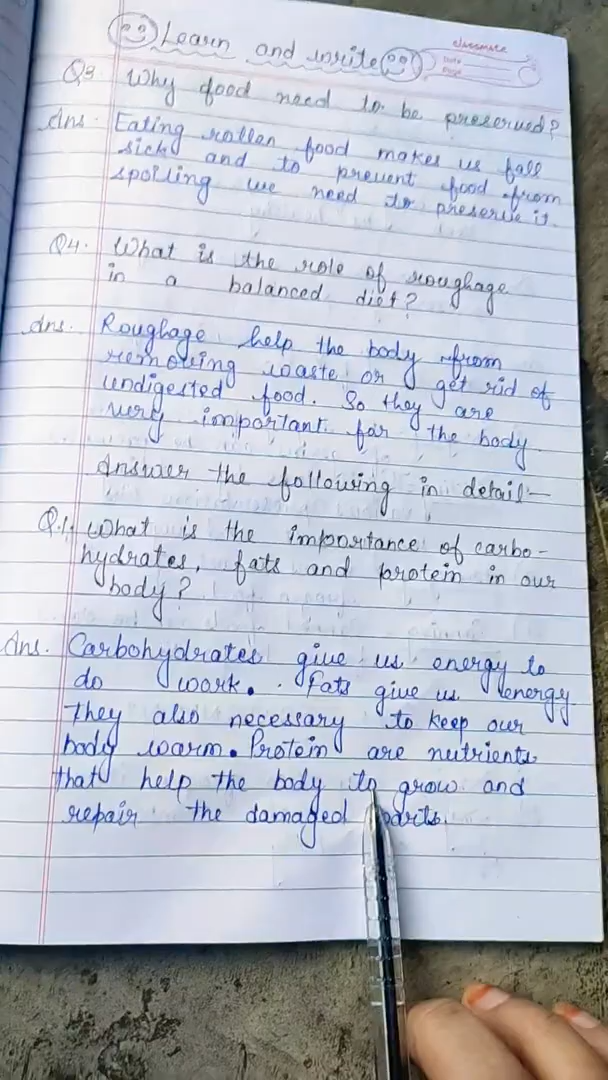 Learn and write
classmate
Date
Page
Q3 Why food need to be preserved?
Ans. Eating rotten food makes us fall
sick and to prevent food from
spoiling we need to preserve it.
Q4. What is the role of roughage
in a balanced diet?
Ans. Roughage help the body from
removing waste or get rid of
undigested food. So they are
very important for the body
Answer the following in detail-
Q.1. What is the importance of carbo-
hydrates, fats and protein in our
body?
Ans. Carbohydrates give us energy to
do work. Fats give us energy
they also necessary to keep our
body warm. Protein are nutrients
that help the body to grow and
repair the damaged parts.